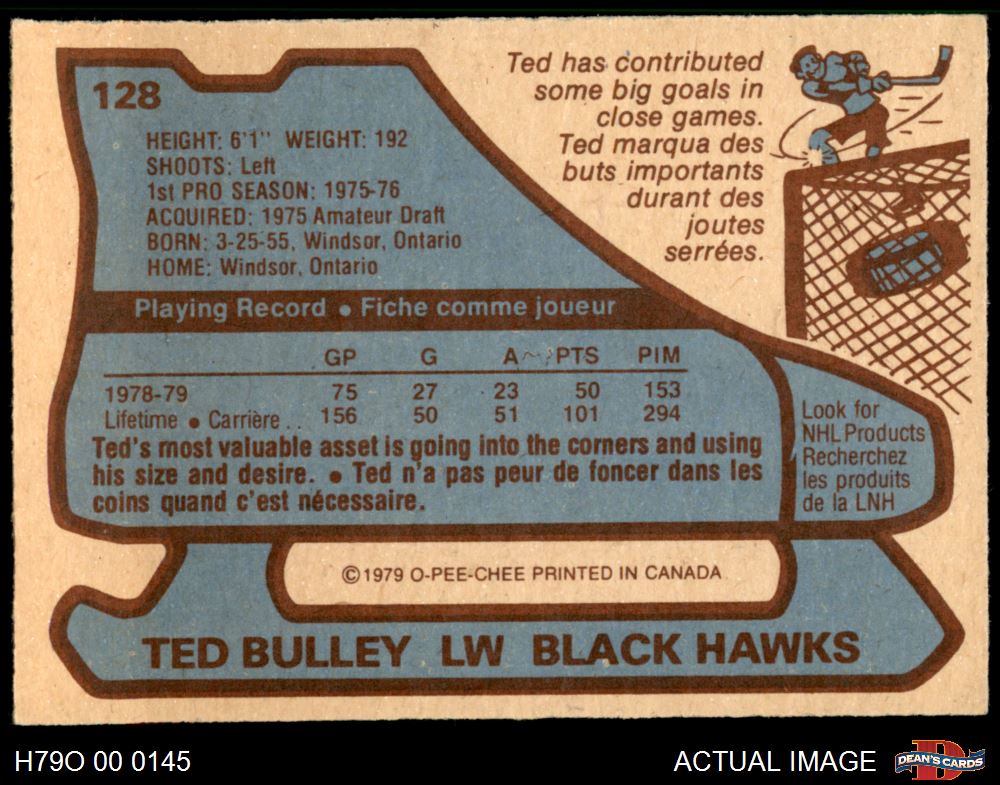 128
HEIGHT: 6'1" WEIGHT: 192
SHOOTS: Left
1st PRO SEASON: 1975-76
ACQUIRED: 1975 Amateur Draft
BORN: 3-25-55, Windsor, Ontario
HOME: Windsor, Ontario
Ted has contributed
some big goals in
close games.
Ted marqua des
buts importants
durant des
joutes
serrées.
Playing Record • Fiche comme joueur
GP G A PTS PIM
1978-79 75 27 23 50 153
Lifetime • Carrière .. 156 50 51 101 294
Ted's most valuable asset is going into the corners and using
his size and desire. • Ted n'a pas peur de foncer dans les
coins quand c'est nécessaire.
Look for
NHL Products
Recherchez
les produits
de la LNH
© 1979 O-PEE-CHEE PRINTED IN CANADA
TED BULLEY LW BLACK HAWKS
H79O 00 0145
ACTUAL IMAGE
D
DEAN'S CARDS